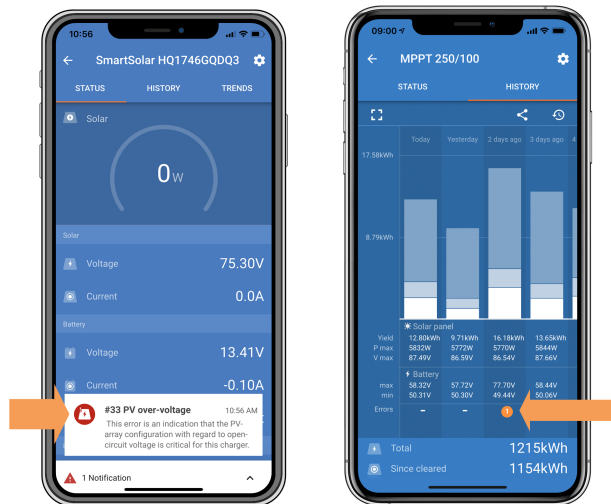 10:56
SmartSolar HQ1746GQDQ3
STATUS HISTORY TRENDS
Solar
0W
Solar
Voltage 75.30V
Current 0.0A
Battery
Voltage 13.41V
Current -0.10A
#33 PV over-voltage 10:56 AM
This error is an indication that the PV-
array configuration with regard to open-
circuit voltage is critical for this charger.
1 Notification
09:00
MPPT 250/100
STATUS HISTORY
Today Yesterday 2 days ago 3 days ago 4
17.58kWh
8.79kWh
Solar panel
Yield 12.80kWh 9.71kWh 16.18kWh 13.65kWh
P max 5832W 5772W 5770W 5844W
V max 87.49V 86.59V 86.54V 87.66V
Battery
max 58.32V 57.72V 77.70V 58.44V
min 50.31V 50.30V 49.44V 50.06V
Errors – – 1
Total 1215kWh
Since cleared 1154kWh